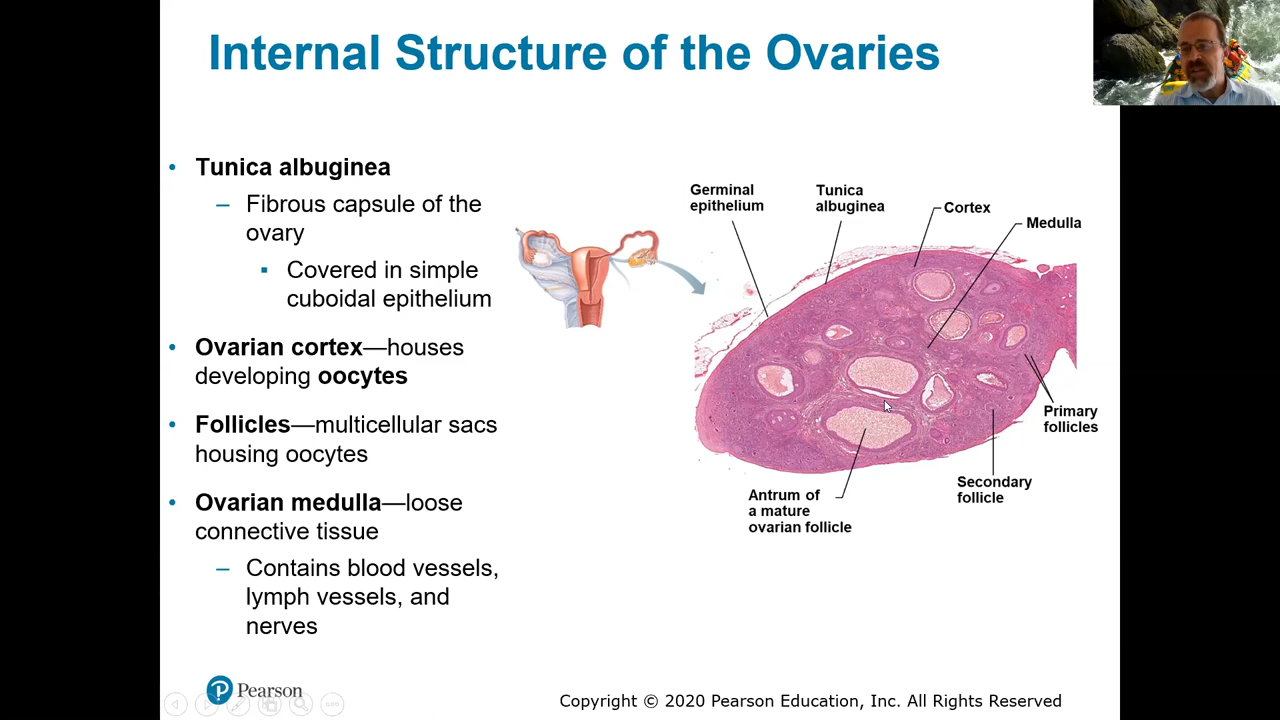 Internal Structure of the Ovaries
• Tunica albuginea
– Fibrous capsule of the
ovary
▪ Covered in simple
cuboidal epithelium
• Ovarian cortex—houses
developing oocytes
• Follicles—multicellular sacs
housing oocytes
• Ovarian medulla—loose
connective tissue
– Contains blood vessels,
lymph vessels, and
nerves
Germinal
epithelium
Tunica
albuginea
Cortex
Medulla
Primary
follicles
Secondary
follicle
Antrum of
a mature
ovarian follicle
Pearson
Copyright © 2020 Pearson Education, Inc. All Rights Reserved